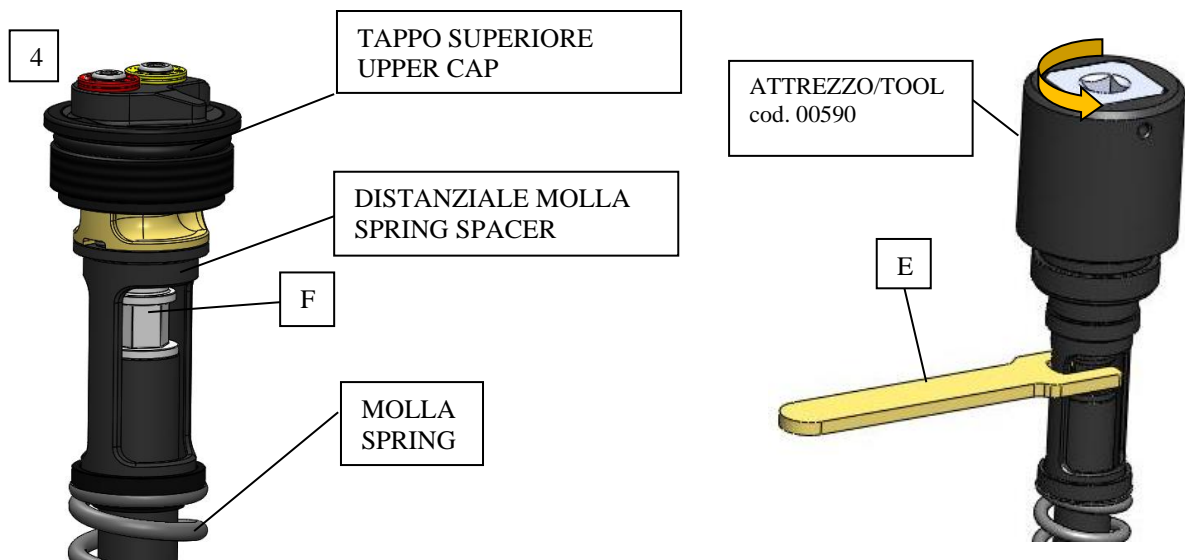 4
TAPPO SUPERIORE
UPPER CAP
DISTANZIALE MOLLA
SPRING SPACER
F
MOLLA
SPRING
ATTREZZO/TOOL
cod. 00590
E